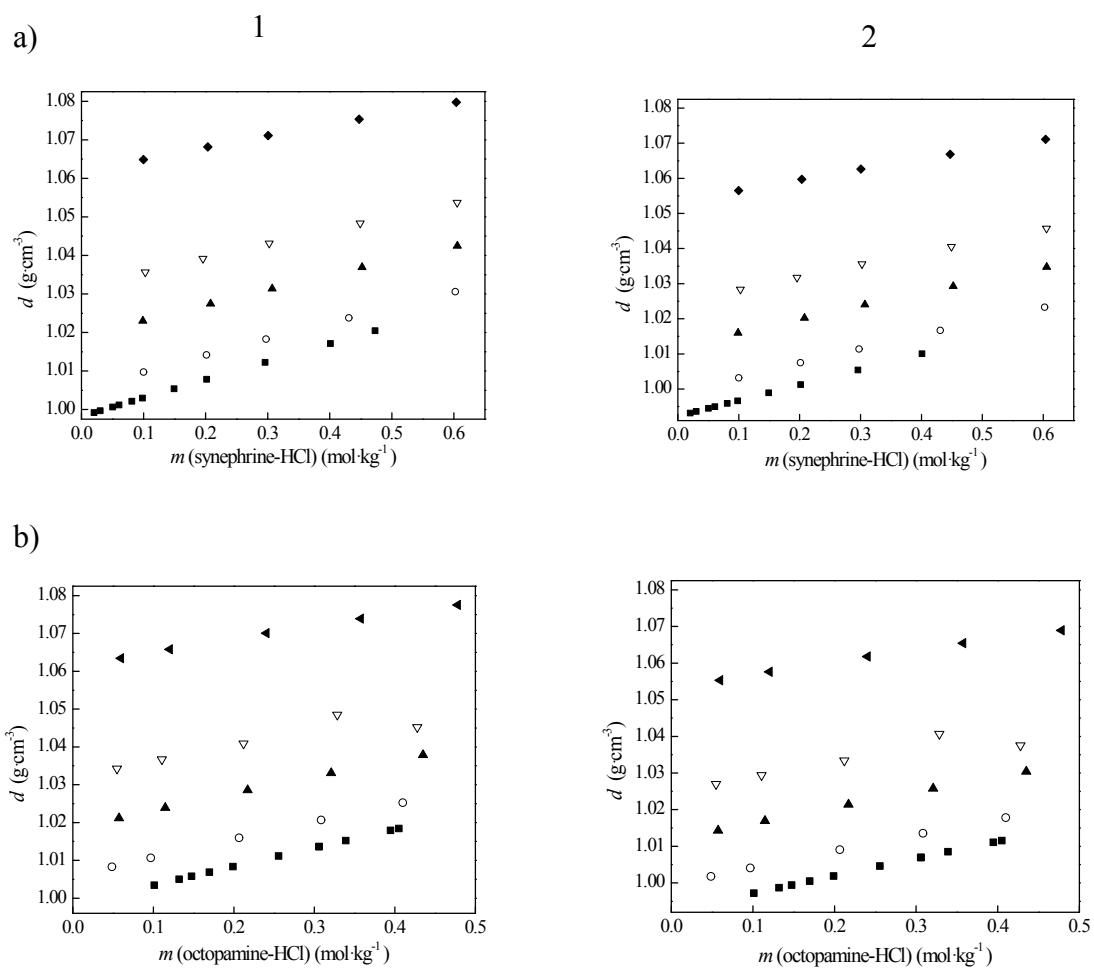 a)
1
2
1.08
1.07
1.06
1.05
1.04
1.03
1.02
1.01
1.00
d (g·cm⁻³)
0.0 0.1 0.2 0.3 0.4 0.5 0.6
m (synephrine-HCl) (mol·kg⁻¹)
1.08
1.07
1.06
1.05
1.04
1.03
1.02
1.01
1.00
d (g·cm⁻³)
0.0 0.1 0.2 0.3 0.4 0.5 0.6
m (synephrine-HCl) (mol·kg⁻¹)
b)
1.08
1.07
1.06
1.05
1.04
1.03
1.02
1.01
1.00
d (g·cm⁻³)
0.0 0.1 0.2 0.3 0.4 0.5
m (octopamine-HCl) (mol·kg⁻¹)
1.08
1.07
1.06
1.05
1.04
1.03
1.02
1.01
1.00
d (g·cm⁻³)
0.0 0.1 0.2 0.3 0.4 0.5
m (octopamine-HCl) (mol·kg⁻¹)